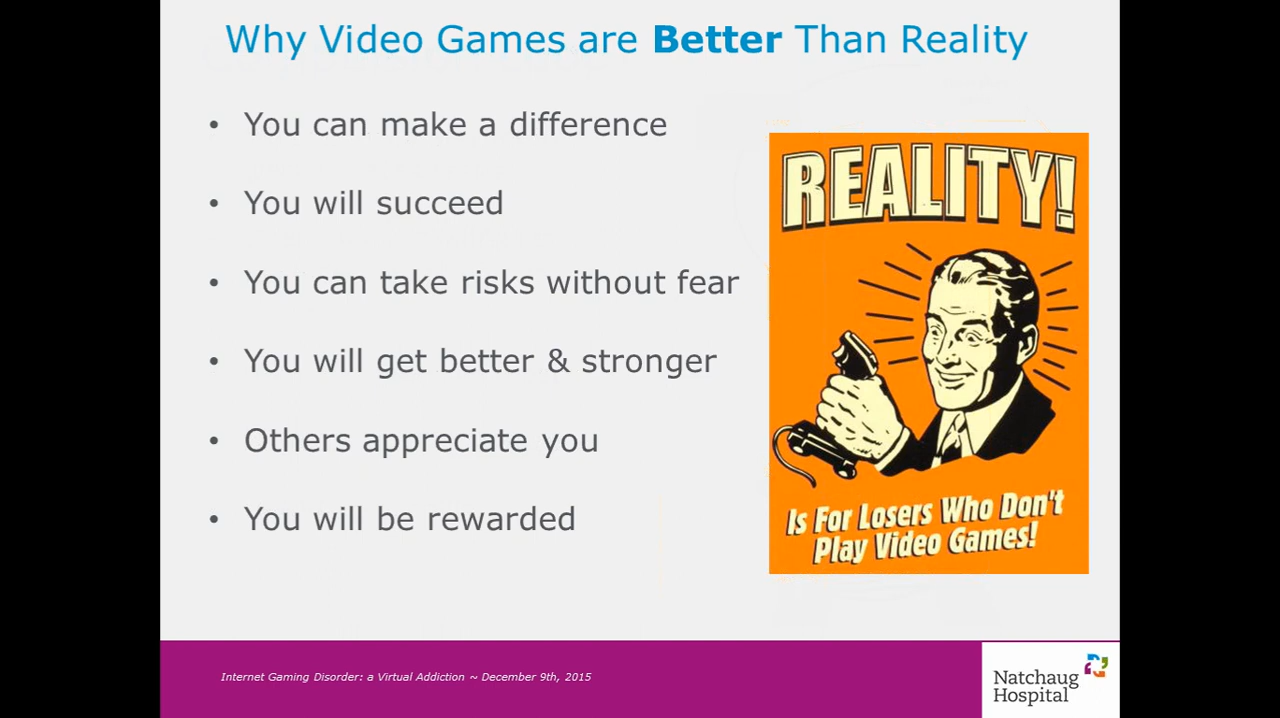 Why Video Games are Better Than Reality
• You can make a difference
• You will succeed
• You can take risks without fear
• You will get better & stronger
• Others appreciate you
• You will be rewarded
REALITY!
Is For Losers Who Don't
Play Video Games!
Internet Gaming Disorder: a Virtual Addiction ~ December 9th, 2015
Natchaug
Hospital